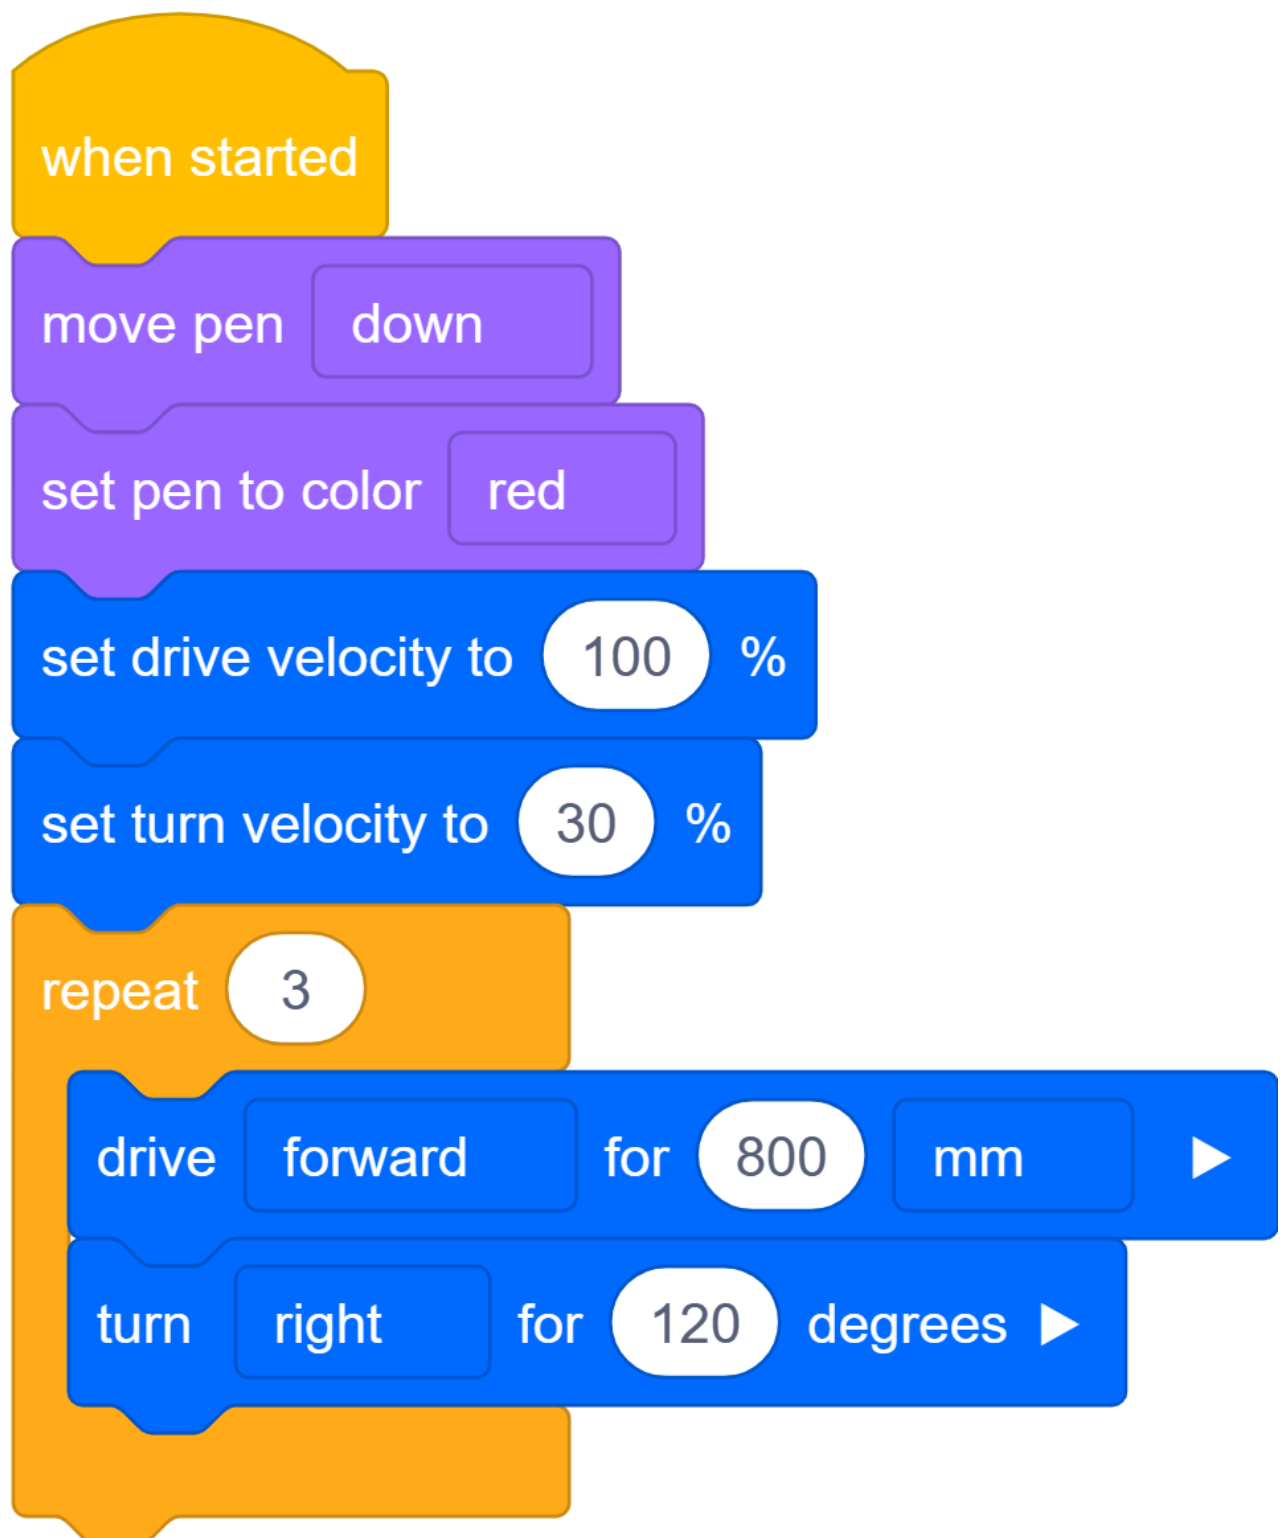 when started
move pen down
set pen to color red
set drive velocity to 100 %
set turn velocity to 30 %
repeat 3
drive forward for 800 mm
turn right for 120 degrees